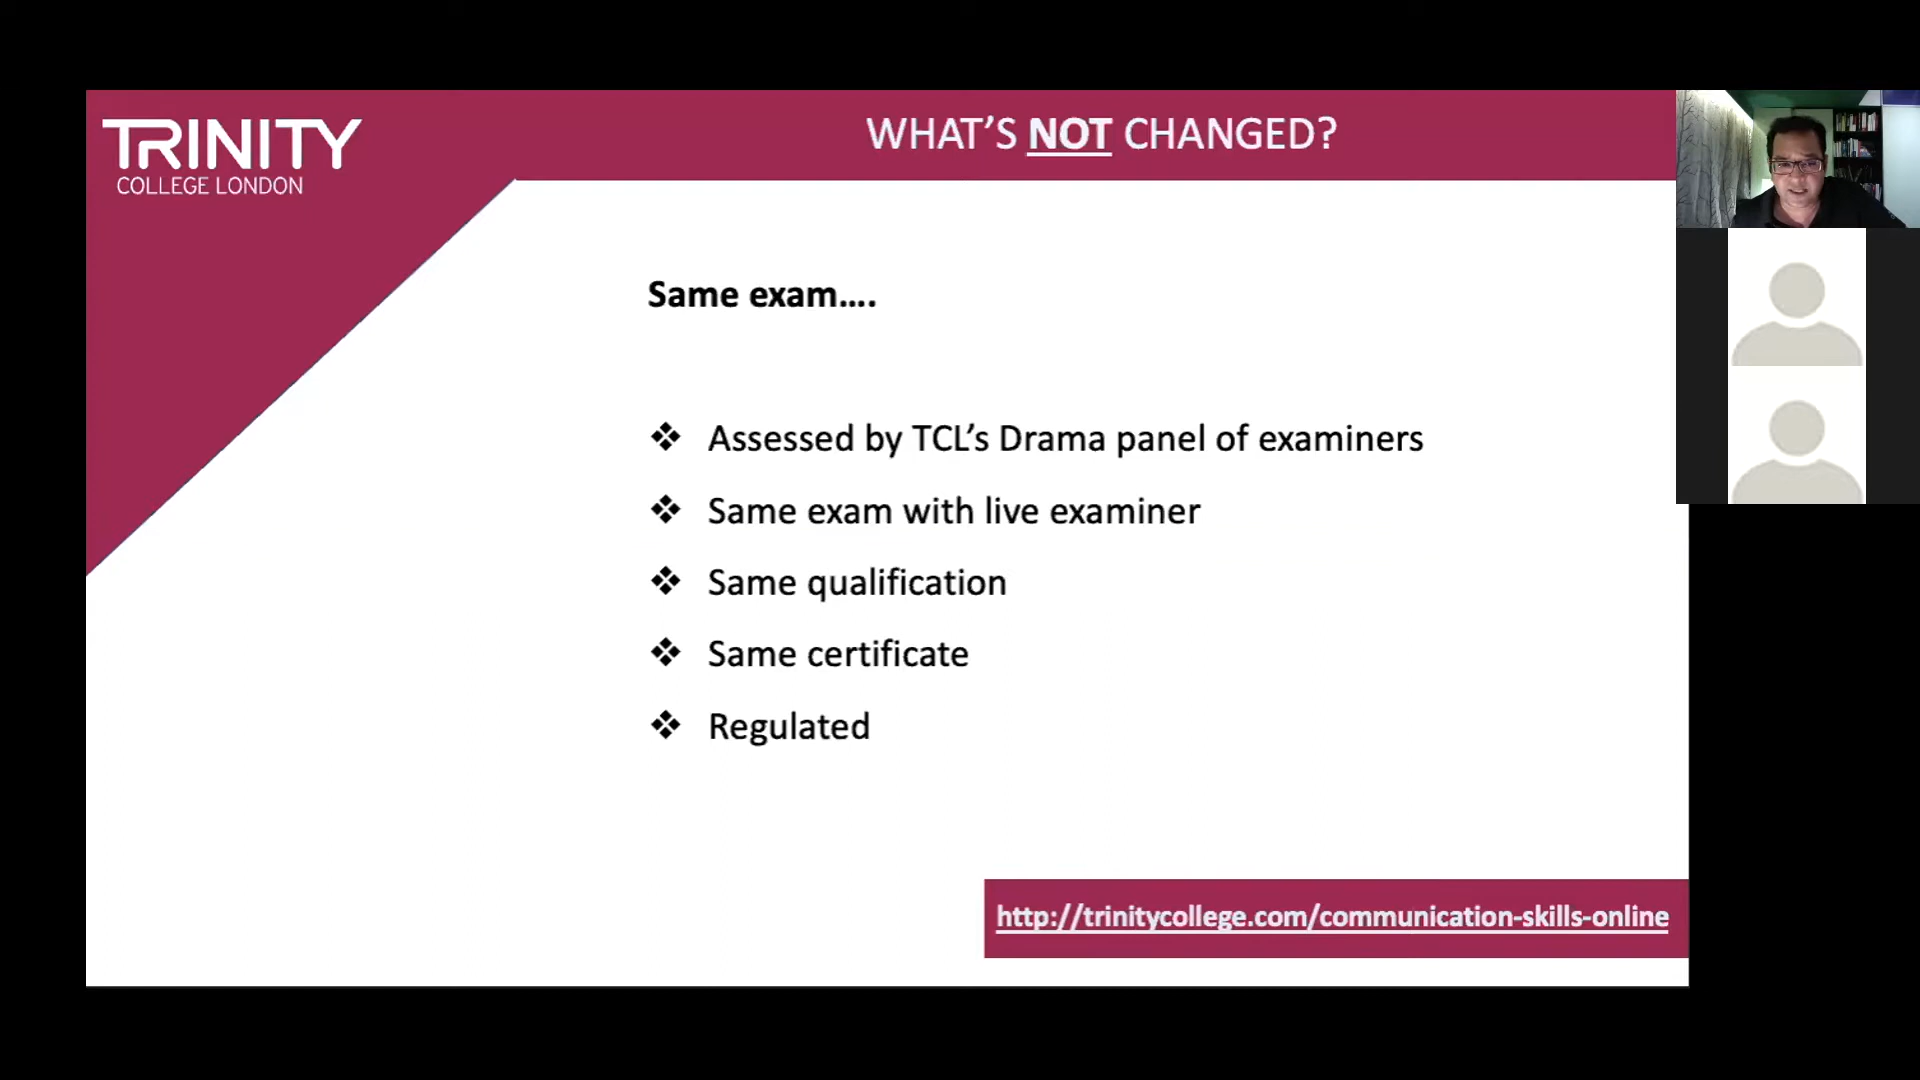 TRINITY
COLLEGE LONDON
WHAT'S NOT CHANGED?
Same exam....
❖ Assessed by TCL's Drama panel of examiners
❖ Same exam with live examiner
❖ Same qualification
❖ Same certificate
❖ Regulated
http://trinitycollege.com/communication-skills-online